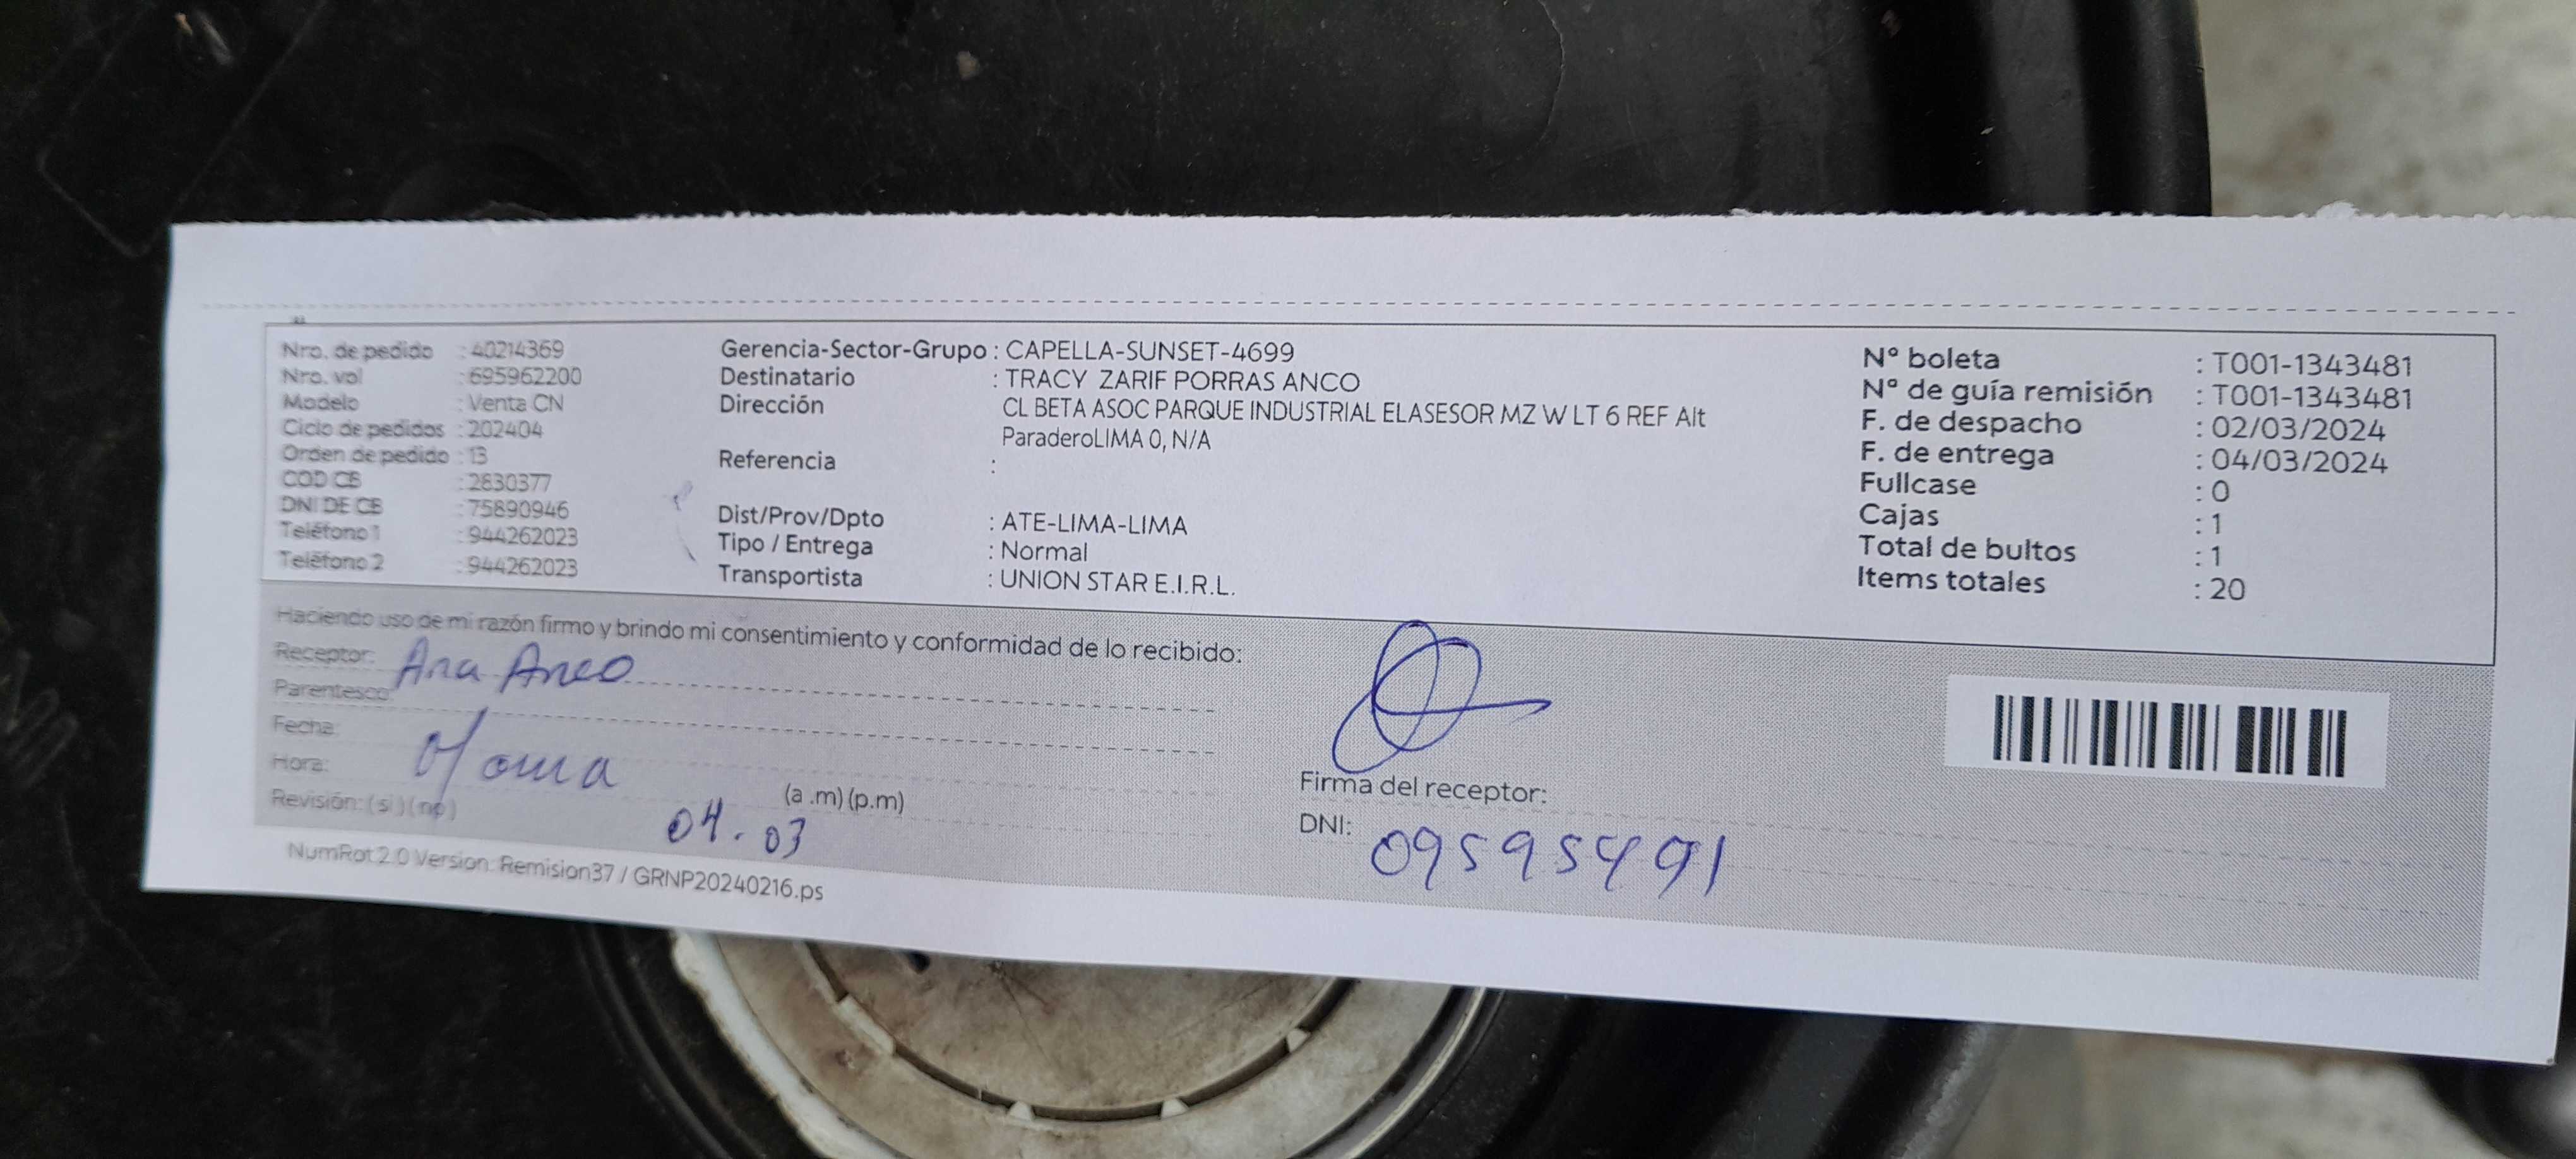 Nro. de pedido : 40214369
Nro. vol : 695962200
Modelo : Venta CN
Ciclo de pedidos : 202404
Orden de pedido : 13
COD CB : 2830377
DNI DE CB : 75890946
Teléfono 1 : 944262023
Teléfono 2 : 944262023
Gerencia-Sector-Grupo : CAPELLA-SUNSET-4699
Destinatario : TRACY ZARIF PORRAS ANCO
Dirección CL BETA ASOC PARQUE INDUSTRIAL ELASESOR MZ W LT 6 REF Alt
ParaderoLIMA 0, N/A
Referencia :
Dist/Prov/Dpto : ATE-LIMA-LIMA
Tipo / Entrega : Normal
Transportista : UNION STAR E.I.R.L.
N° boleta : T001-1343481
N° de guía remisión : T001-1343481
F. de despacho : 02/03/2024
F. de entrega : 04/03/2024
Fullcase : 0
Cajas : 1
Total de bultos : 1
Items totales : 20
Haciendo uso de mi razón firmo y brindo mi consentimiento y conformidad de lo recibido:
Receptor: Ana Anco
Parentesco:
Fecha: Mama
Hora: (a .m) (p.m)
Revisión: ( si ) ( no ) 04.03
Firma del receptor:
DNI: 09595491
NumRot 2.0 Version: Remision37 / GRNP20240216.ps